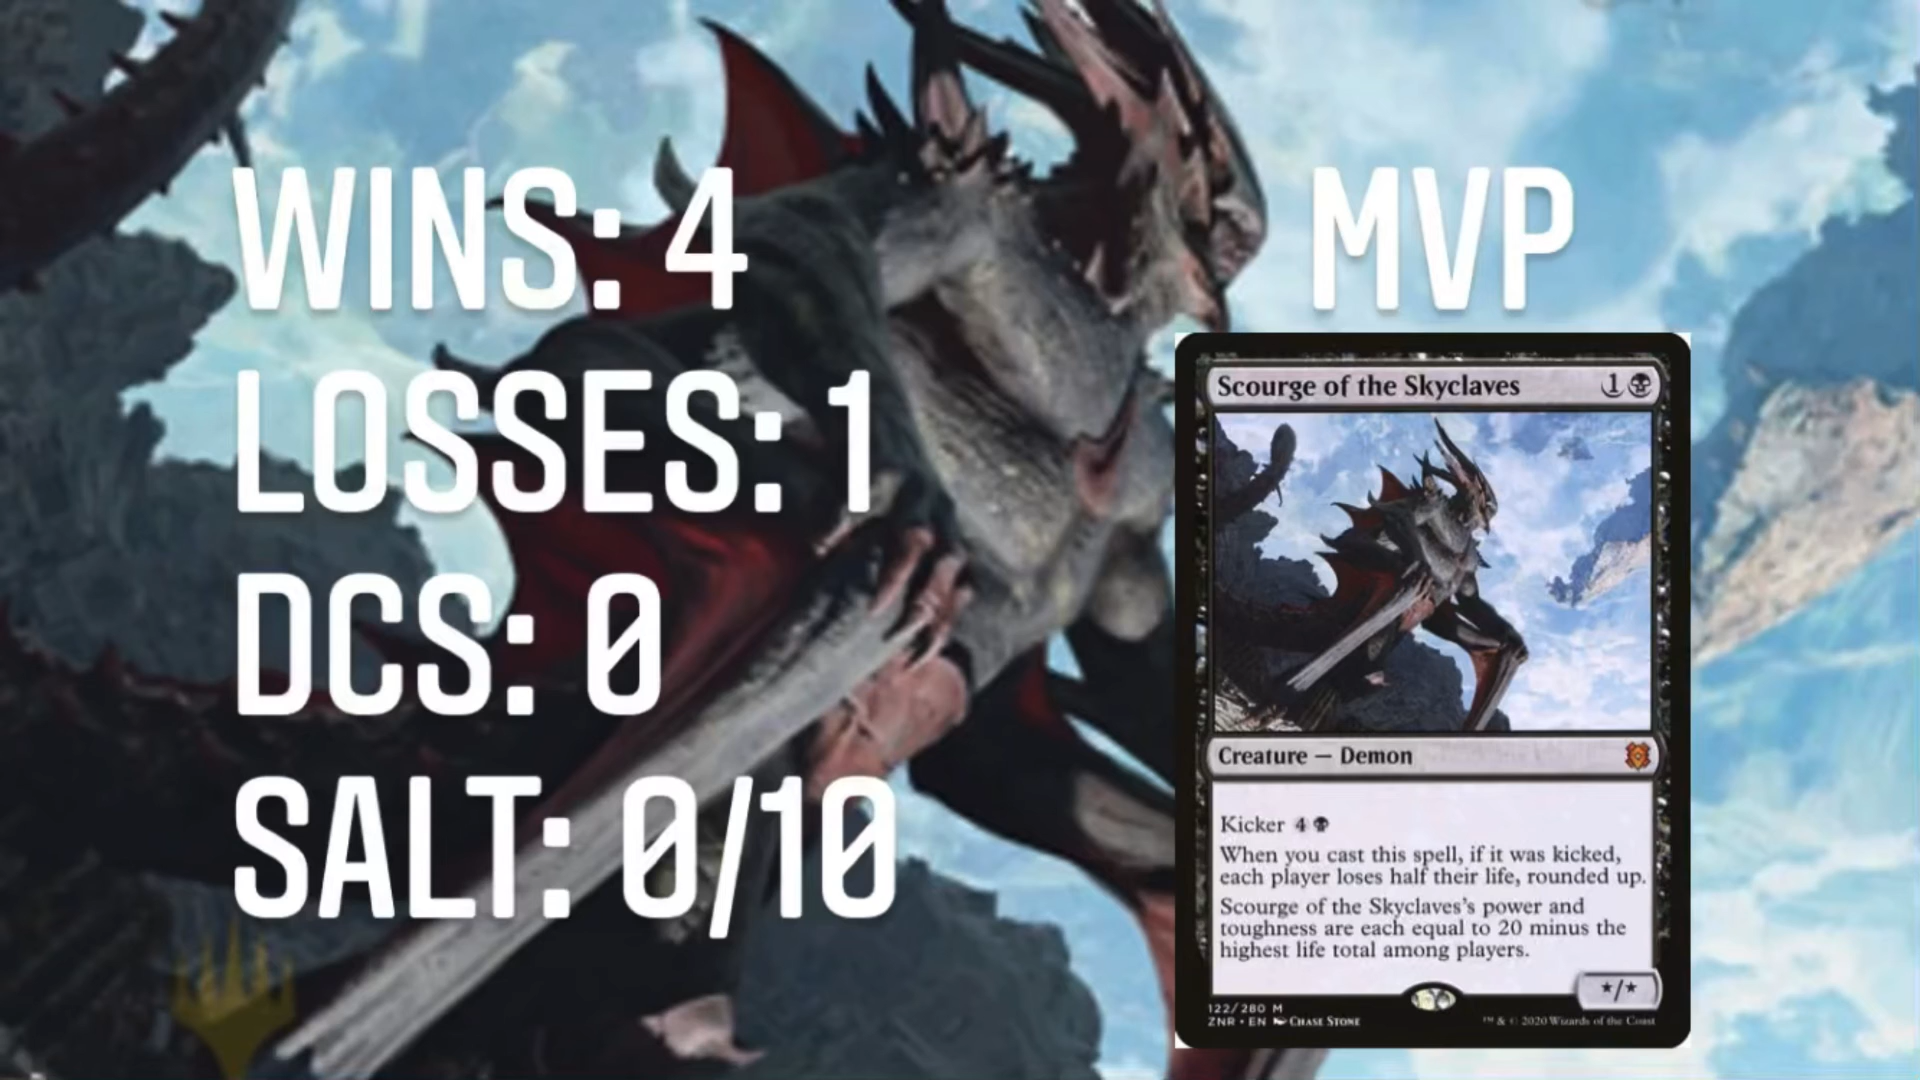 WINS: 4
LOSSES: 1
DCS: 0
SALT: 0/10
MVP
Scourge of the Skyclaves 1
Creature — Demon
Kicker 4
When you cast this spell, if it was kicked,
each player loses half their life, rounded up.
Scourge of the Skyclaves's power and
toughness are each equal to 20 minus the
highest life total among players.
*/*
122/280 M
ZNR • EN CHASE STONE
™ & © 2020 Wizards of the Coast